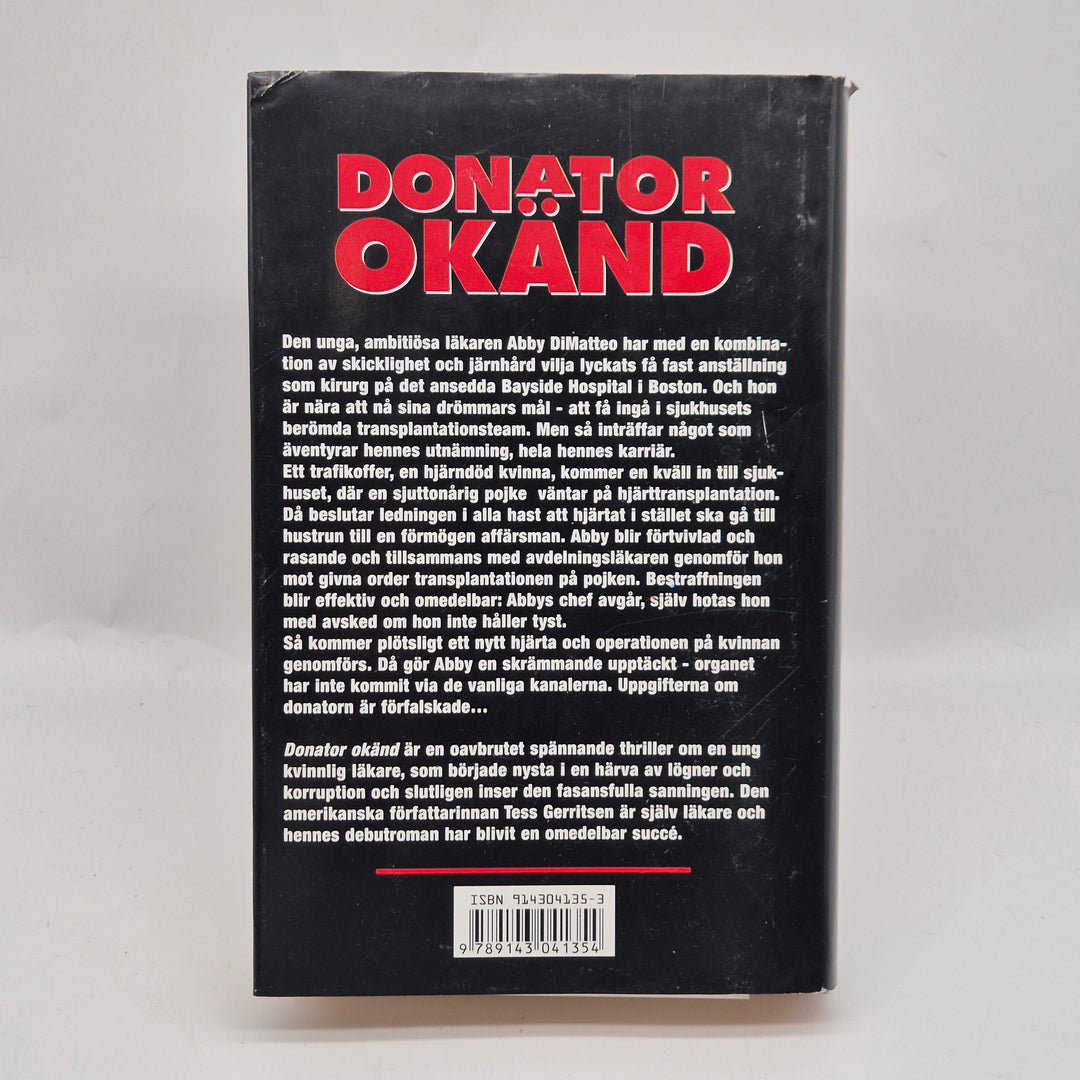 DONATOR
OKÄND
Den unga, ambitiösa läkaren Abby DiMatteo har med en kombina-
tion av skicklighet och järnhård vilja lyckats få fast anställning
som kirurg på det ansedda Bayside Hospital i Boston. Och hon
är nära att nå sina drömmars mål - att få ingå i sjukhusets
berömda transplantationsteam. Men så inträffar något som
äventyrar hennes utnämning, hela hennes karriär.
Ett trafikoffer, en hjärndöd kvinna, kommer en kväll in till sjuk-
huset, där en sjuttonårig pojke väntar på hjärttransplantation.
Då beslutar ledningen i alla hast att hjärtat i stället ska gå till
hustrun till en förmögen affärsman. Abby blir förtvivlad och
rasande och tillsammans med avdelningsläkaren genomför hon
mot givna order transplantationen på pojken. Bestraffningen
blir effektiv och omedelbar: Abbys chef avgår, själv hotas hon
med avsked om hon inte håller tyst.
Så kommer plötsligt ett nytt hjärta och operationen på kvinnan
genomförs. Då gör Abby en skrämmande upptäckt - organet
har inte kommit via de vanliga kanalerna. Uppgifterna om
donatorn är förfalskade...
Donator okänd är en oavbrutet spännande thriller om en ung
kvinnlig läkare, som började nysta i en härva av lögner och
korruption och slutligen inser den fasansfulla sanningen. Den
amerikanska författarinnan Tess Gerritsen är själv läkare och
hennes debutroman har blivit en omedelbar succé.
ISBN 914304135-3
9 789143 041354